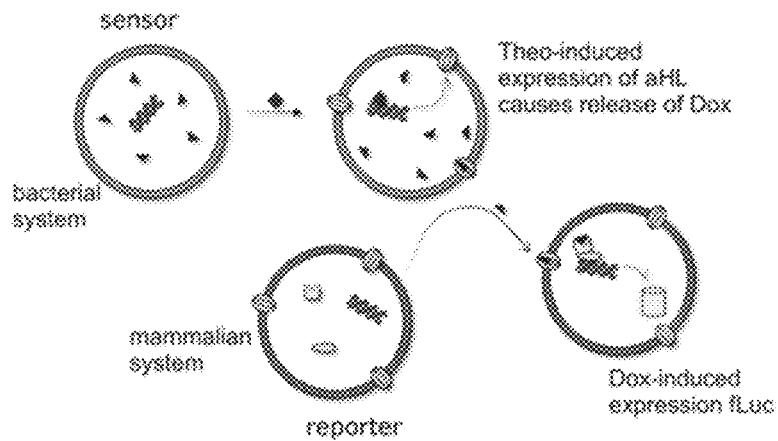 sensor
Theo-induced
expression of aHL
causes release of Dox
bacterial
system
mammalian
system
reporter
Dox-induced
expression fLuc